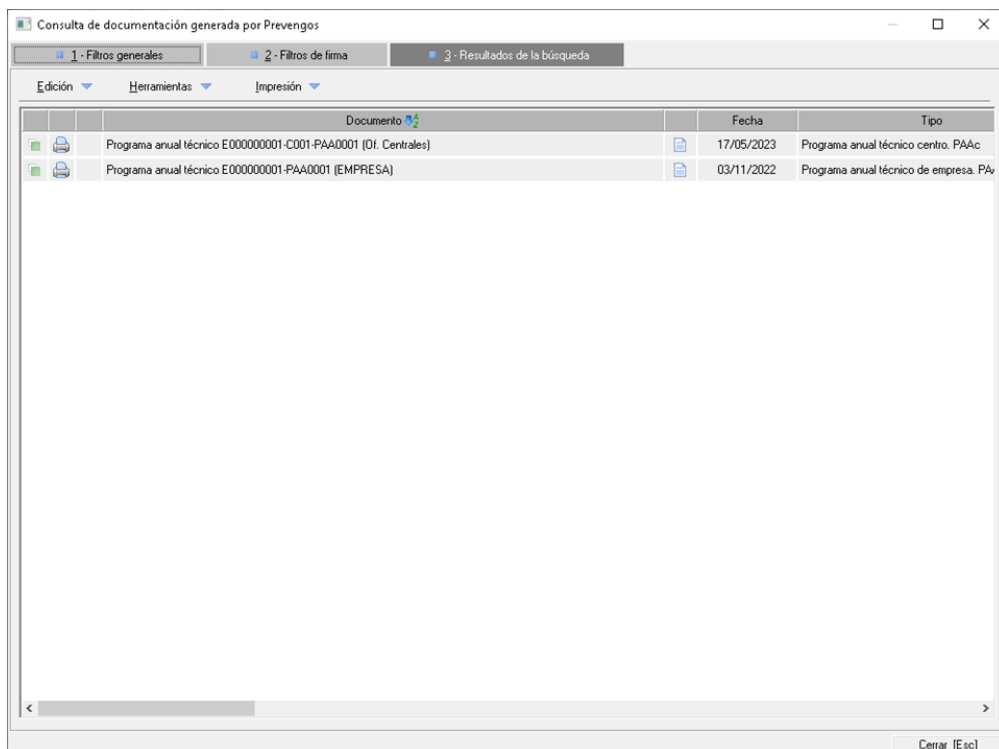 Consulta de documentación generada por Prevengos
1 - Filtros generales 2 - Filtros de firma 3 - Resultados de la búsqueda
Edición Herramientas Impresión
Documento Fecha Tipo
Programa anual técnico E000000001-C001-PAA0001 (Of. Centrales) 17/05/2023 Programa anual técnico centro. PAAc
Programa anual técnico E000000001-PAA0001 (EMPRESA) 03/11/2022 Programa anual técnico de empresa.
Cerrar [Esc]